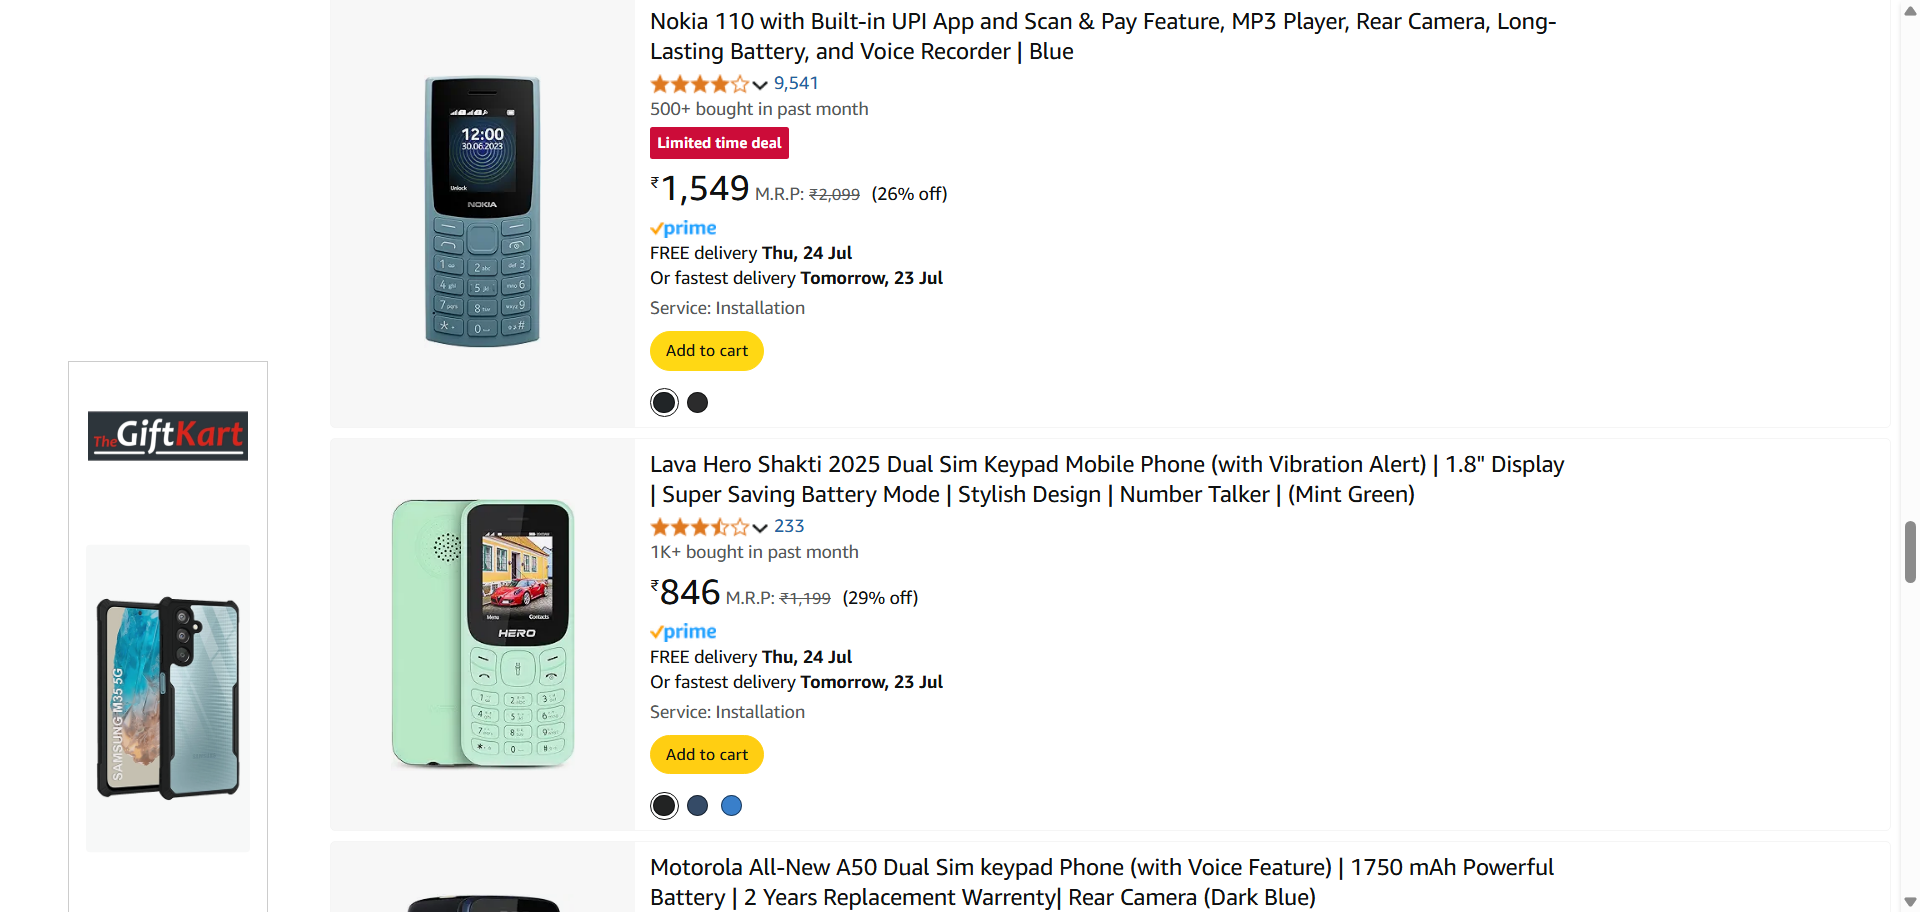 Nokia 110 with Built-in UPI App and Scan & Pay Feature, MP3 Player, Rear Camera, Long-
Lasting Battery, and Voice Recorder | Blue
9,541
500+ bought in past month
Limited time deal
₹1,549 M.R.P: ₹2,099 (26% off)
prime
FREE delivery Thu, 24 Jul
Or fastest delivery Tomorrow, 23 Jul
Service: Installation
Add to cart
12:00
30.06.2023
Unlock
NOKIA
The GiftKart
SAMSUNG M35 5G
Lava Hero Shakti 2025 Dual Sim Keypad Mobile Phone (with Vibration Alert) | 1.8" Display
| Super Saving Battery Mode | Stylish Design | Number Talker | (Mint Green)
233
1K+ bought in past month
₹846 M.R.P: ₹1,199 (29% off)
prime
FREE delivery Thu, 24 Jul
Or fastest delivery Tomorrow, 23 Jul
Service: Installation
Add to cart
Menu Contacts
HERO
Motorola All-New A50 Dual Sim keypad Phone (with Voice Feature) | 1750 mAh Powerful
Battery | 2 Years Replacement Warrenty| Rear Camera (Dark Blue)